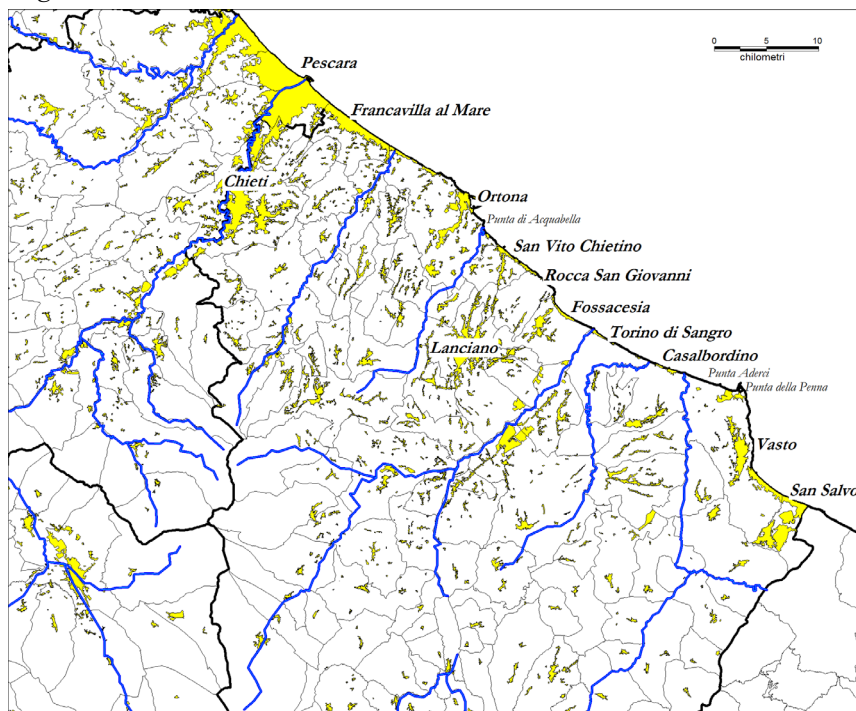 0 5 10
chilometri
Pescara
Francavilla al Mare
Chieti
Ortona
Punta di Acquabella
San Vito Chietino
Rocca San Giovanni
Fossacesia
Torino di Sangro
Lanciano
Casalbordino
Punta Aderci
Punta della Penna
Vasto
San Salvo